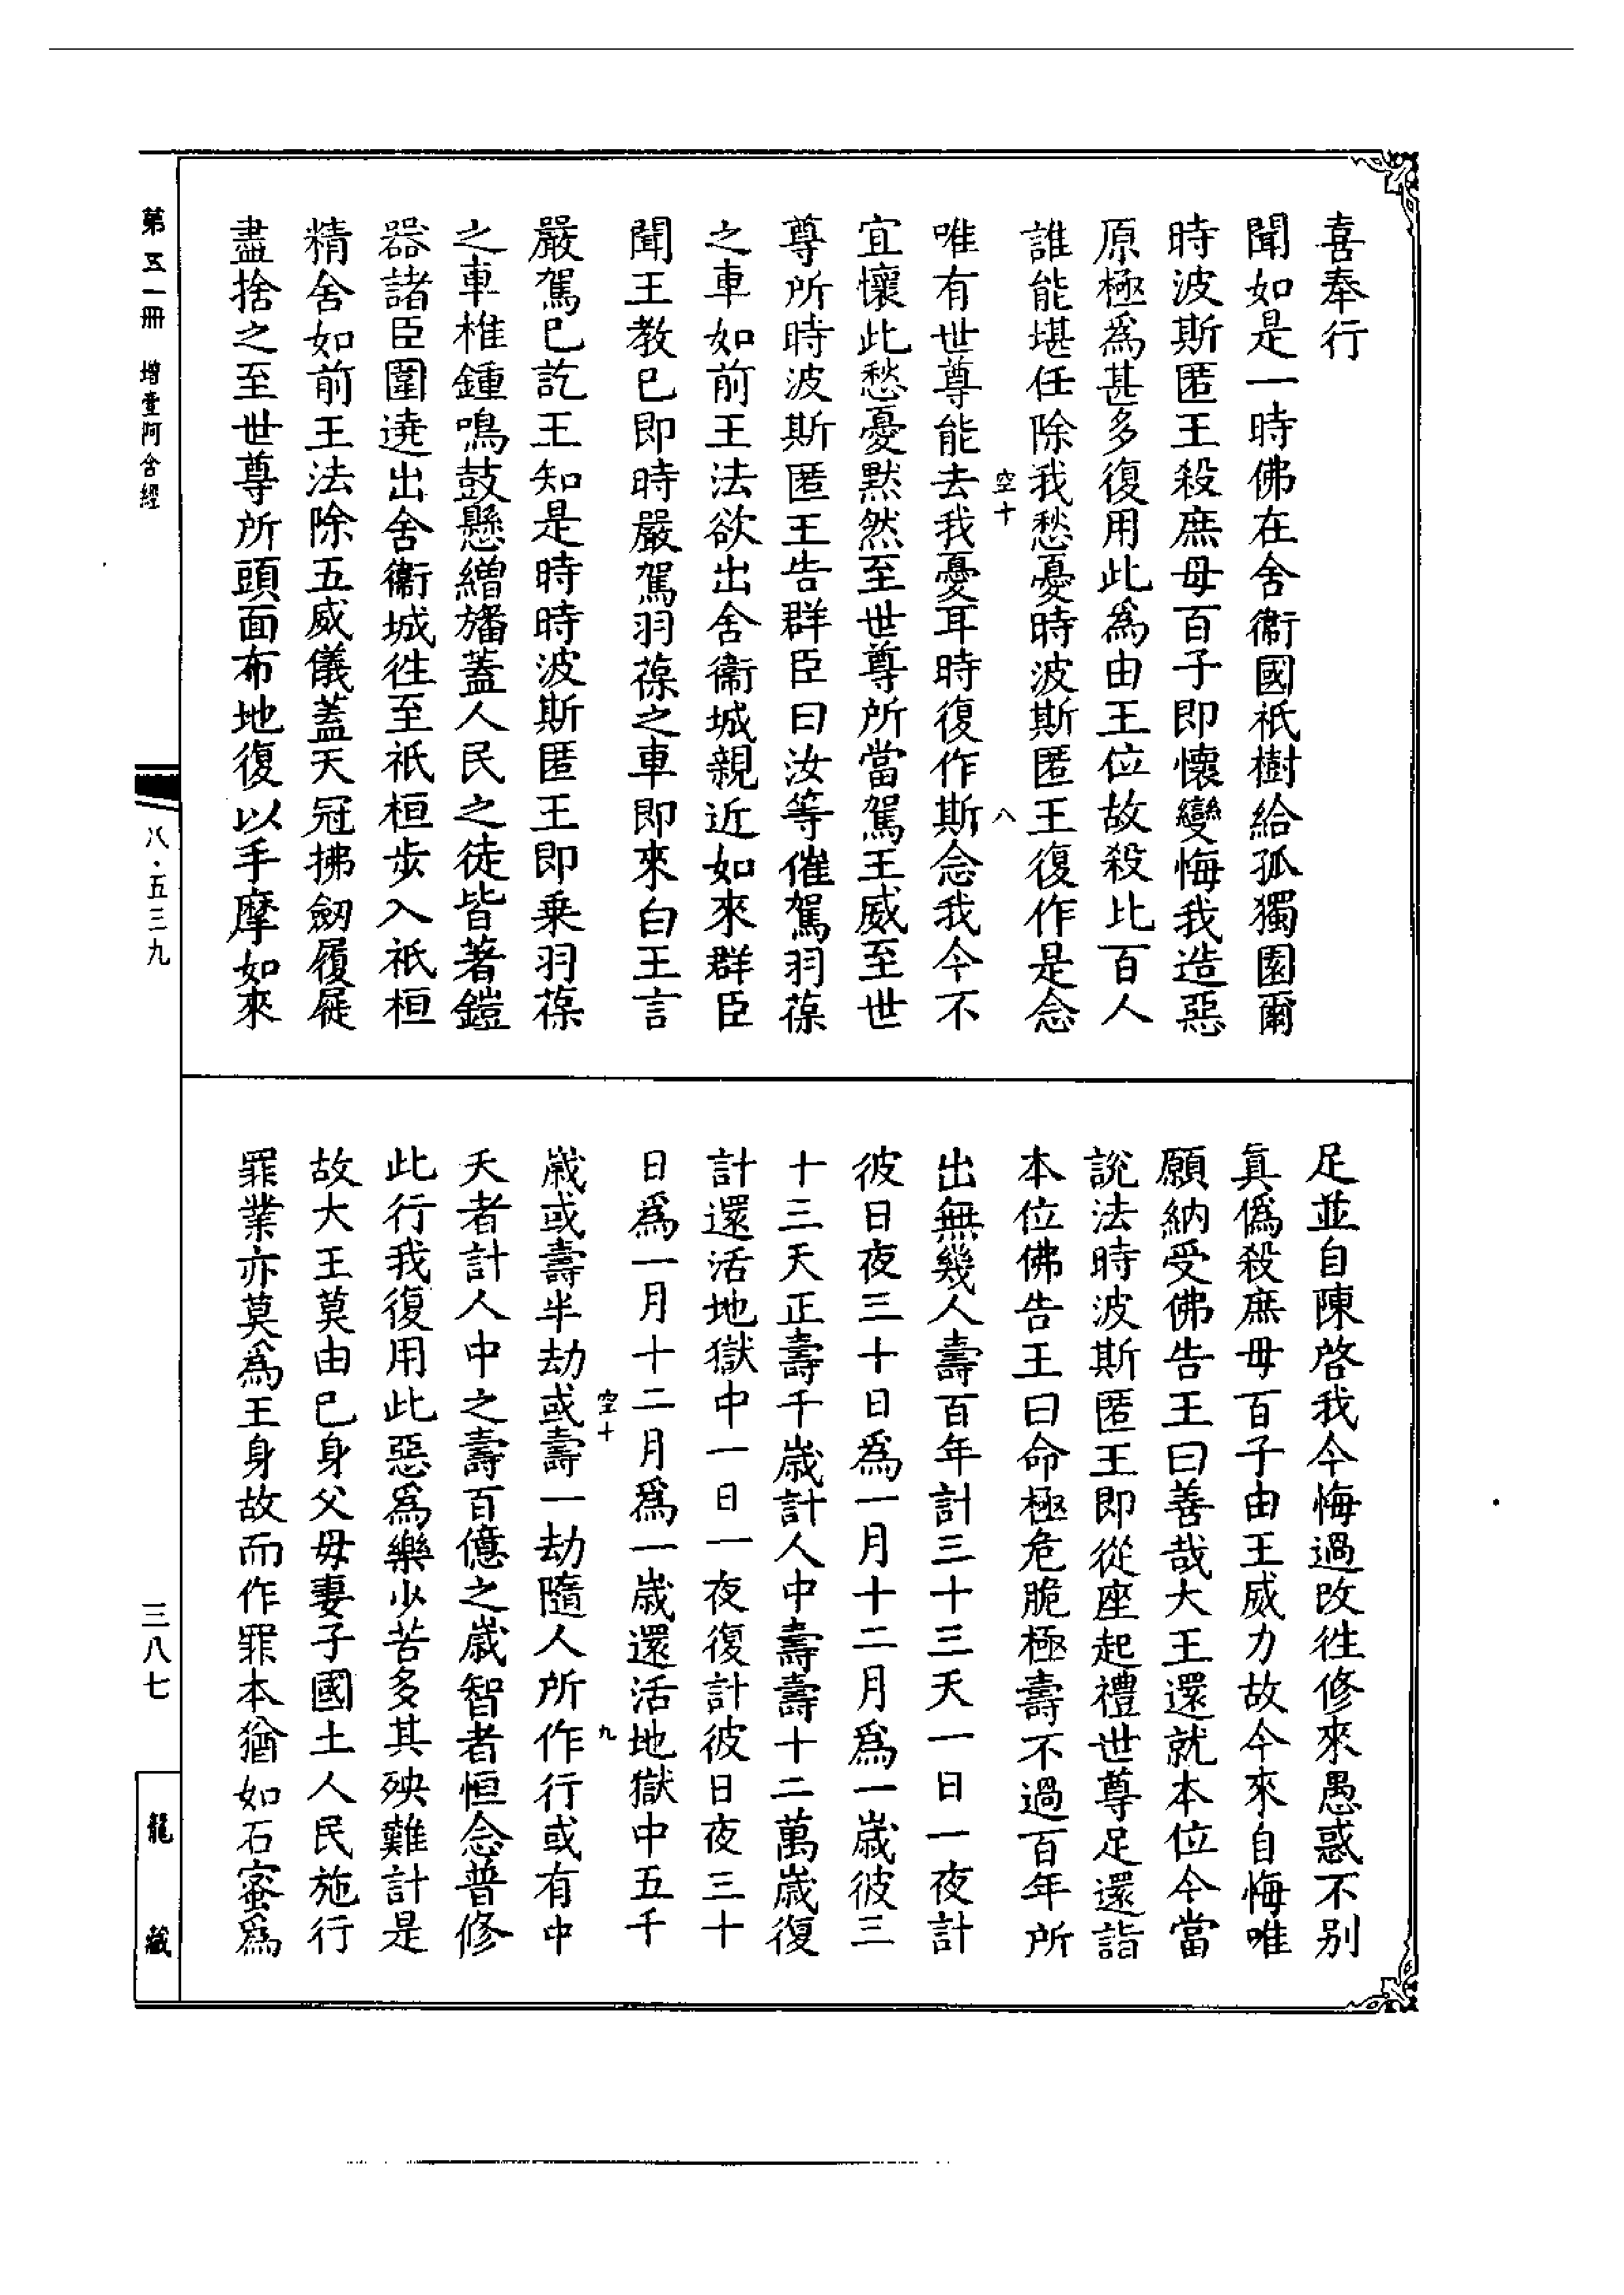 喜奉行
聞如是一時佛在舍衛國祇樹給孤獨園爾
時波斯匿王殺庶母百子即懷變悔我造惡
原極爲甚多復用此爲由王位故殺比百人
誰能堪任除我愁憂時波斯匿王復作是念
空十 八
唯有世尊能去我憂耳時復作斯念我今不
宜懷此愁憂默然至世尊所當駕王威至世
尊所時波斯匿王告群臣曰汝等催駕羽葆
之車如前王法欲出舍衛城親近如來群臣
聞王教已即時嚴駕羽葆之車即來白王言
嚴駕已訖王知是時時波斯匿王即乗羽葆
之車椎鍾鳴鼓懸繒旛蓋人民之徒皆著鎧
器諸臣圍遶出舍衛城徃至祇桓步入祇桓
精舍如前王法除五威儀蓋天冠拂劒履屣
盡捨之至世尊所頭面布地復以手摩如來
足並自陳啓我今悔過改徃修來愚惑不别
眞僞殺庶母百子由王威力故今來自悔唯
願納受佛告王曰善哉大王還就本位今當
說法時波斯匿王即從座起禮世尊足還詣
本位佛告王曰命極危脆極壽不過百年所
出無幾人壽百年計三十三天一日一夜計
彼日夜三十日爲一月十二月爲一歲彼三
十三天正壽千歲計人中壽壽十二萬歲復
計還活地獄中一日一夜復計彼日夜三十
日爲一月十二月爲一歲還活地獄中五千
空十 九
歲或壽半劫或壽一劫隨人所作行或有中
夭者計人中之壽百億之歲智者恒念普修
此行我復用此惡爲樂少苦多其殃難計是
故大王莫由已身父母妻子國土人民施行
罪業亦莫爲王身故而作罪本猶如石蜜爲
第五一冊 增壹阿含經
八·五三九
三八七
龍藏